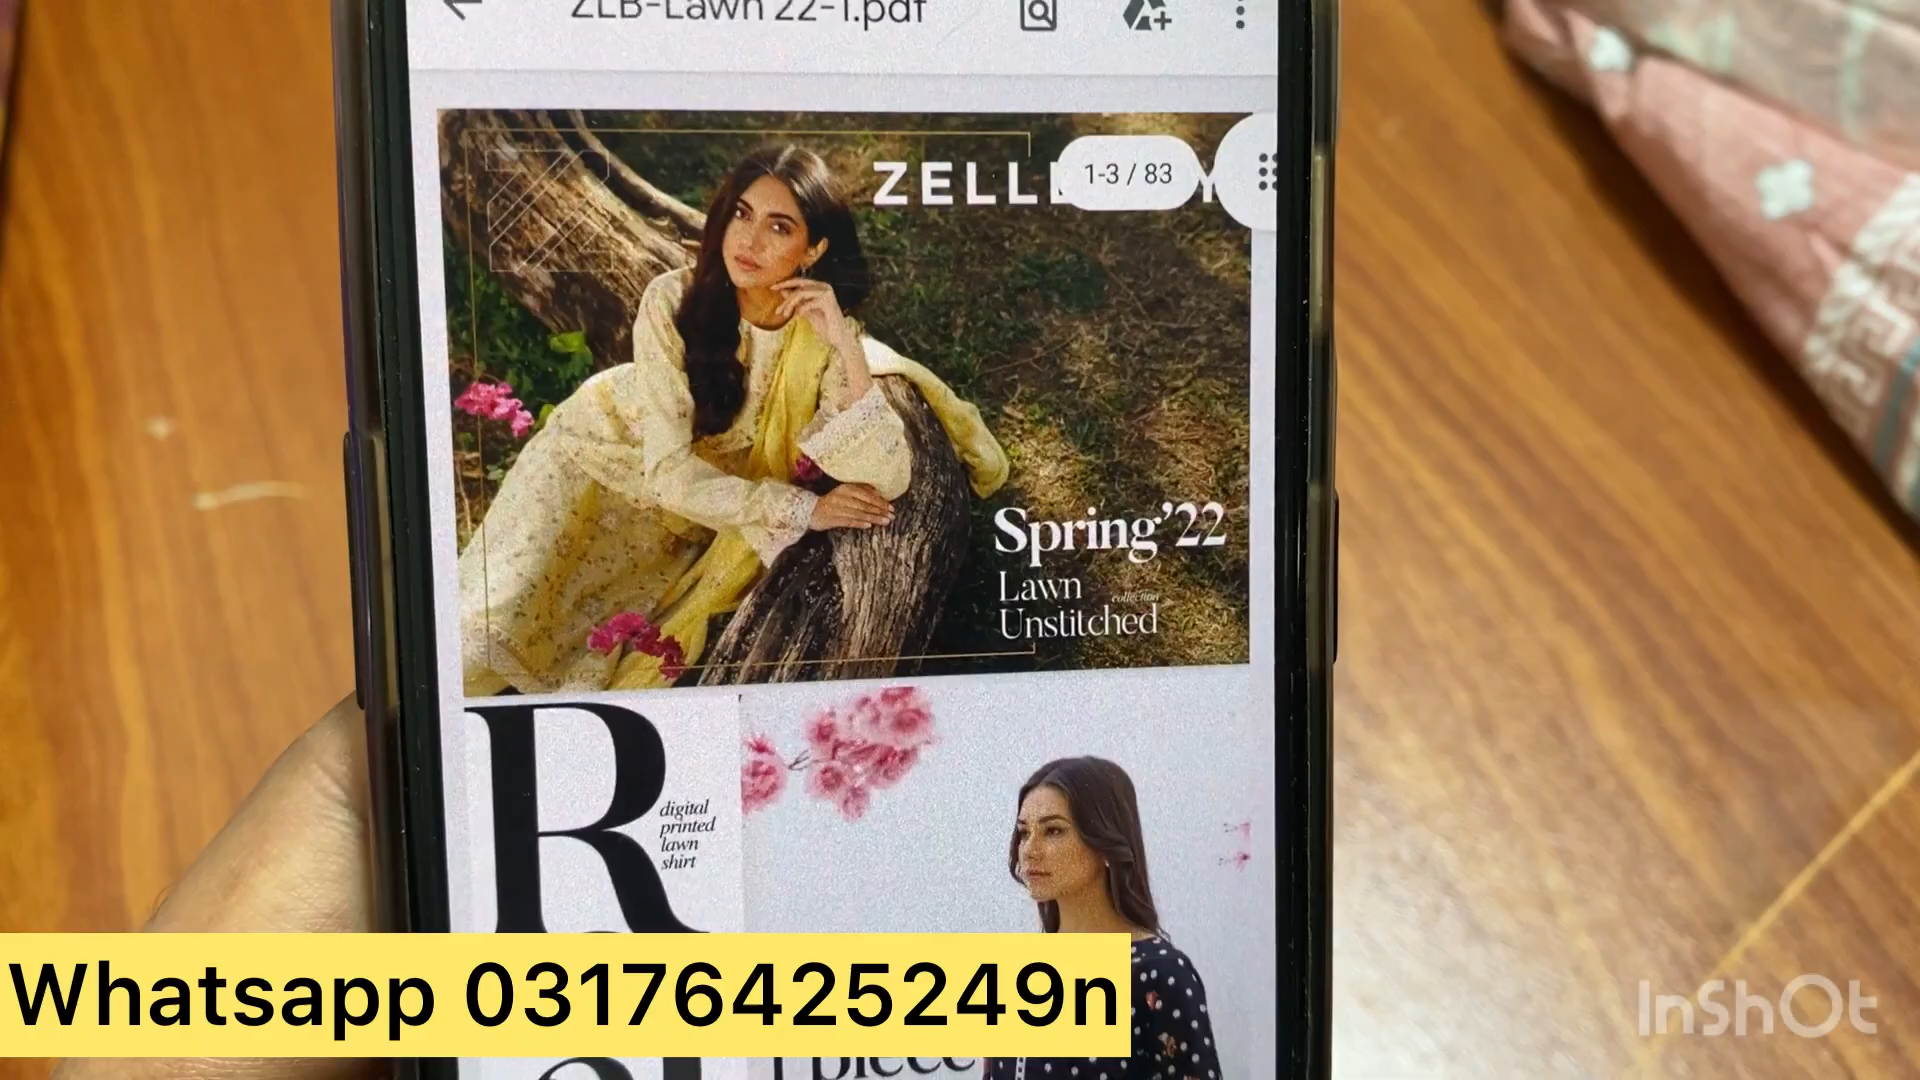 ZLB-Lawn 22-1.pdf
1-3 / 83
Spring'22
Lawn
collection
Unstitched
R
digital
printed
lawn
shirt
piece
Whatsapp 03176425249n
InShOt